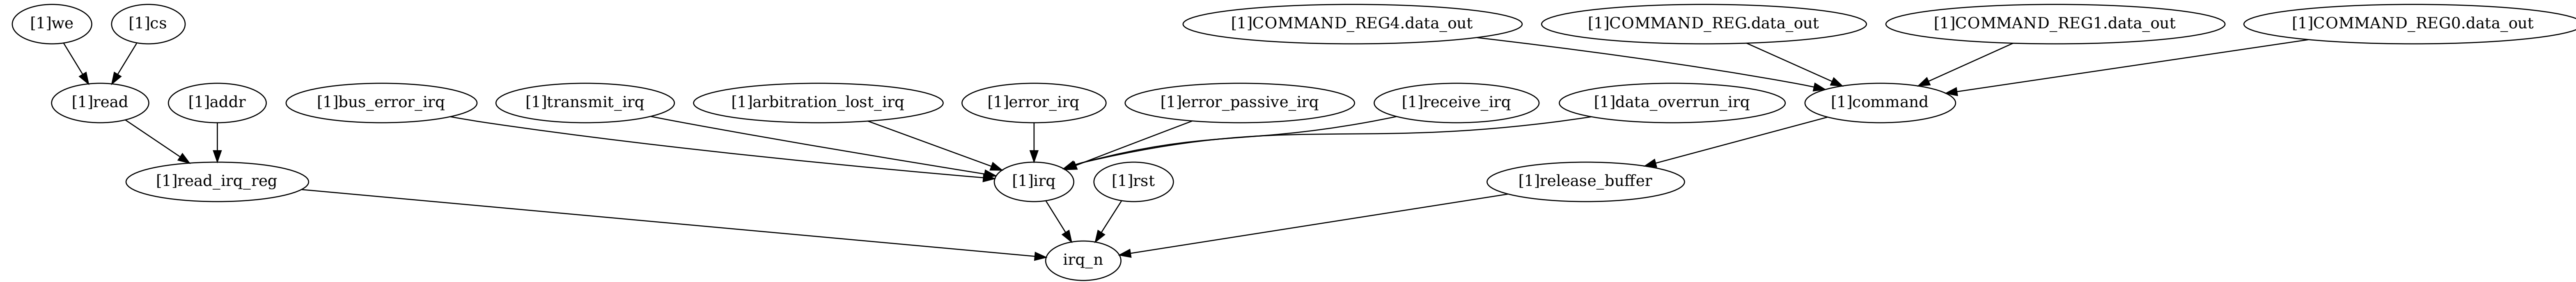 [1]we
[1]cs
[1]COMMAND_REG4.data_out
[1]COMMAND_REG.data_out
[1]COMMAND_REG1.data_out
[1]COMMAND_REG0.data_out
[1]read
[1]addr
[1]bus_error_irq
[1]transmit_irq
[1]arbitration_lost_irq
[1]error_irq
[1]error_passive_irq
[1]receive_irq
[1]data_overrun_irq
[1]command
[1]read_irq_reg
[1]irq
[1]rst
[1]release_buffer
irq_n